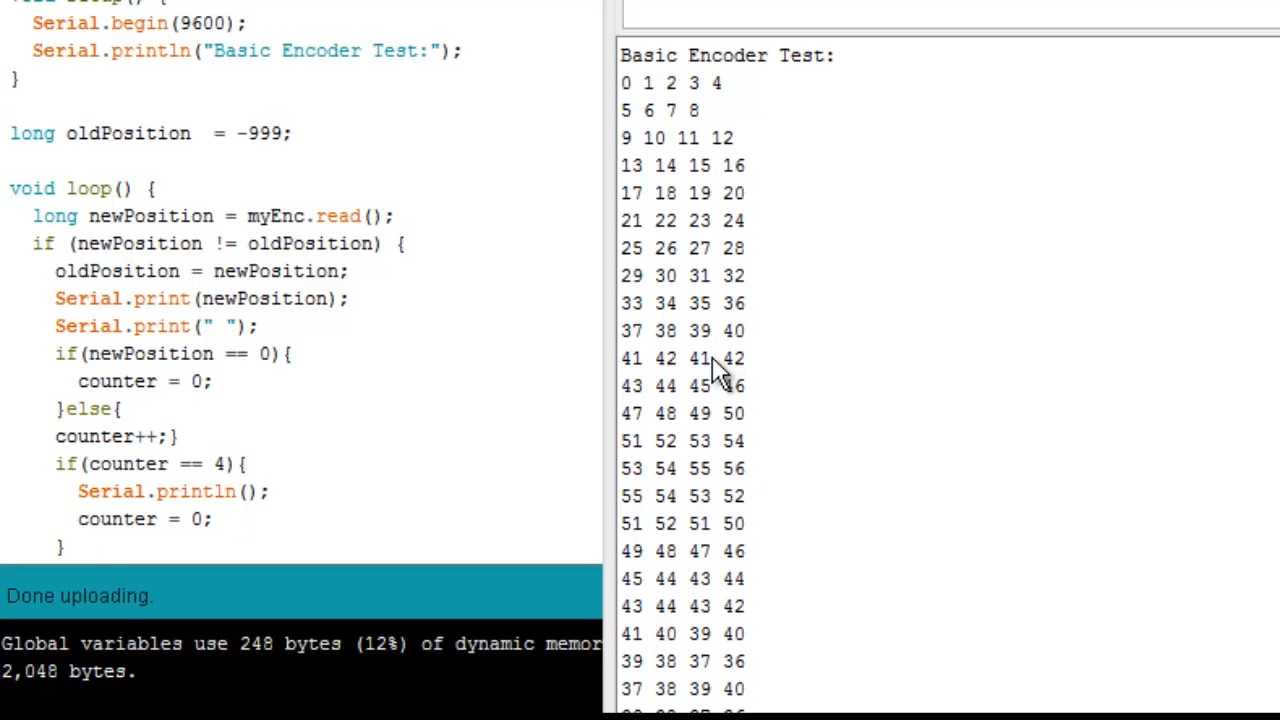 Serial.begin(9600);
Serial.println("Basic Encoder Test:");
}
long oldPosition  = -999;
void loop() {
long newPosition = myEnc.read();
if (newPosition != oldPosition) {
oldPosition = newPosition;
Serial.print(newPosition);
Serial.print(" ");
if(newPosition == 0){
counter = 0;
}else{
counter++;}
if(counter == 4){
Serial.println();
counter = 0;
}
Done uploading.
Global variables use 248 bytes (12%) of dynamic memor
2,048 bytes.
Basic Encoder Test:
0 1 2 3 4
5 6 7 8
9 10 11 12
13 14 15 16
17 18 19 20
21 22 23 24
25 26 27 28
29 30 31 32
33 34 35 36
37 38 39 40
41 42 41 42
43 44 45 46
47 48 49 50
51 52 53 54
53 54 55 56
55 54 53 52
51 52 51 50
49 48 47 46
45 44 43 44
43 44 43 42
41 40 39 40
39 38 37 36
37 38 39 40